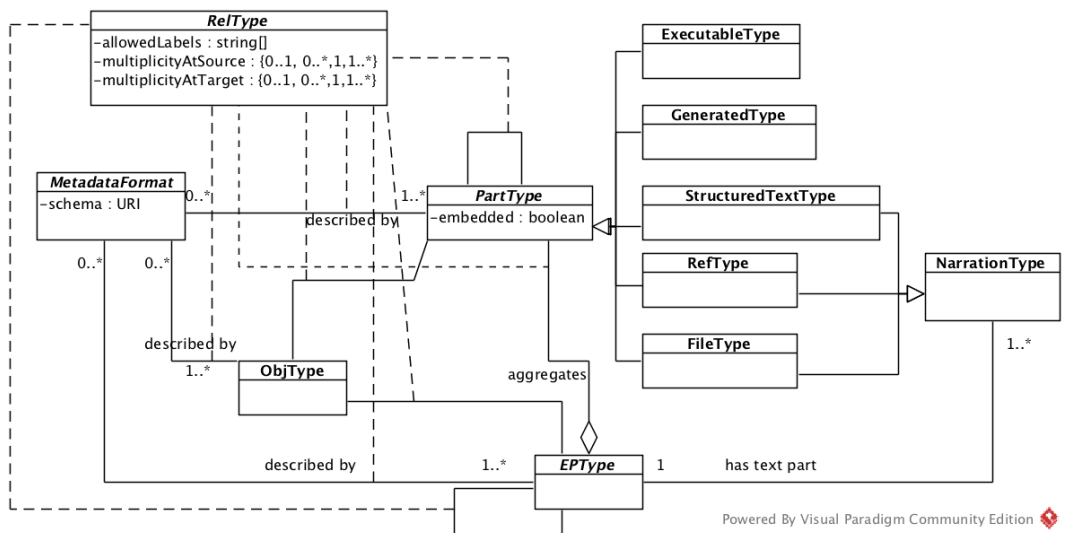 RelType
-allowedLabels : string[]
-multiplicityAtSource : {0..1, 0..*,1,1..*}
-multiplicityAtTarget : {0..1, 0..*,1,1..*}
ExecutableType
GeneratedType
MetadataFormat
-schema : URI
0..*
1..*
described by
PartType
-embedded : boolean
StructuredTextType
0..*
0..*
RefType
NarrationType
described by
1..*
ObjType
FileType
1..*
aggregates
described by
1..*
EPType
1
has text part
Powered By Visual Paradigm Community Edition